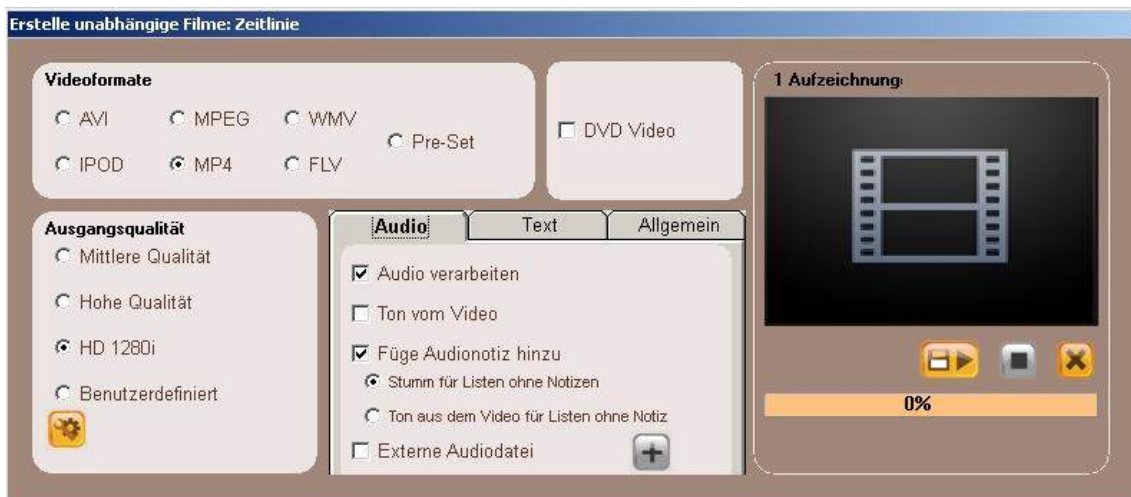 Erstelle unabhängige Filme: Zeitlinie
Videoformate
AVI
MPEG
WMV
Pre-Set
IPOD
MP4
FLV
DVD Video
1 Aufzeichnung:
Ausgangsqualität
Mittlere Qualität
Hohe Qualität
HD 1280i
Benutzerdefiniert
Audio
Text
Allgemein
Audio verarbeiten
Ton vom Video
Füge Audionotiz hinzu
Stumm für Listen ohne Notizen
Ton aus dem Video für Listen ohne Notiz
Externe Audiodatei
0%